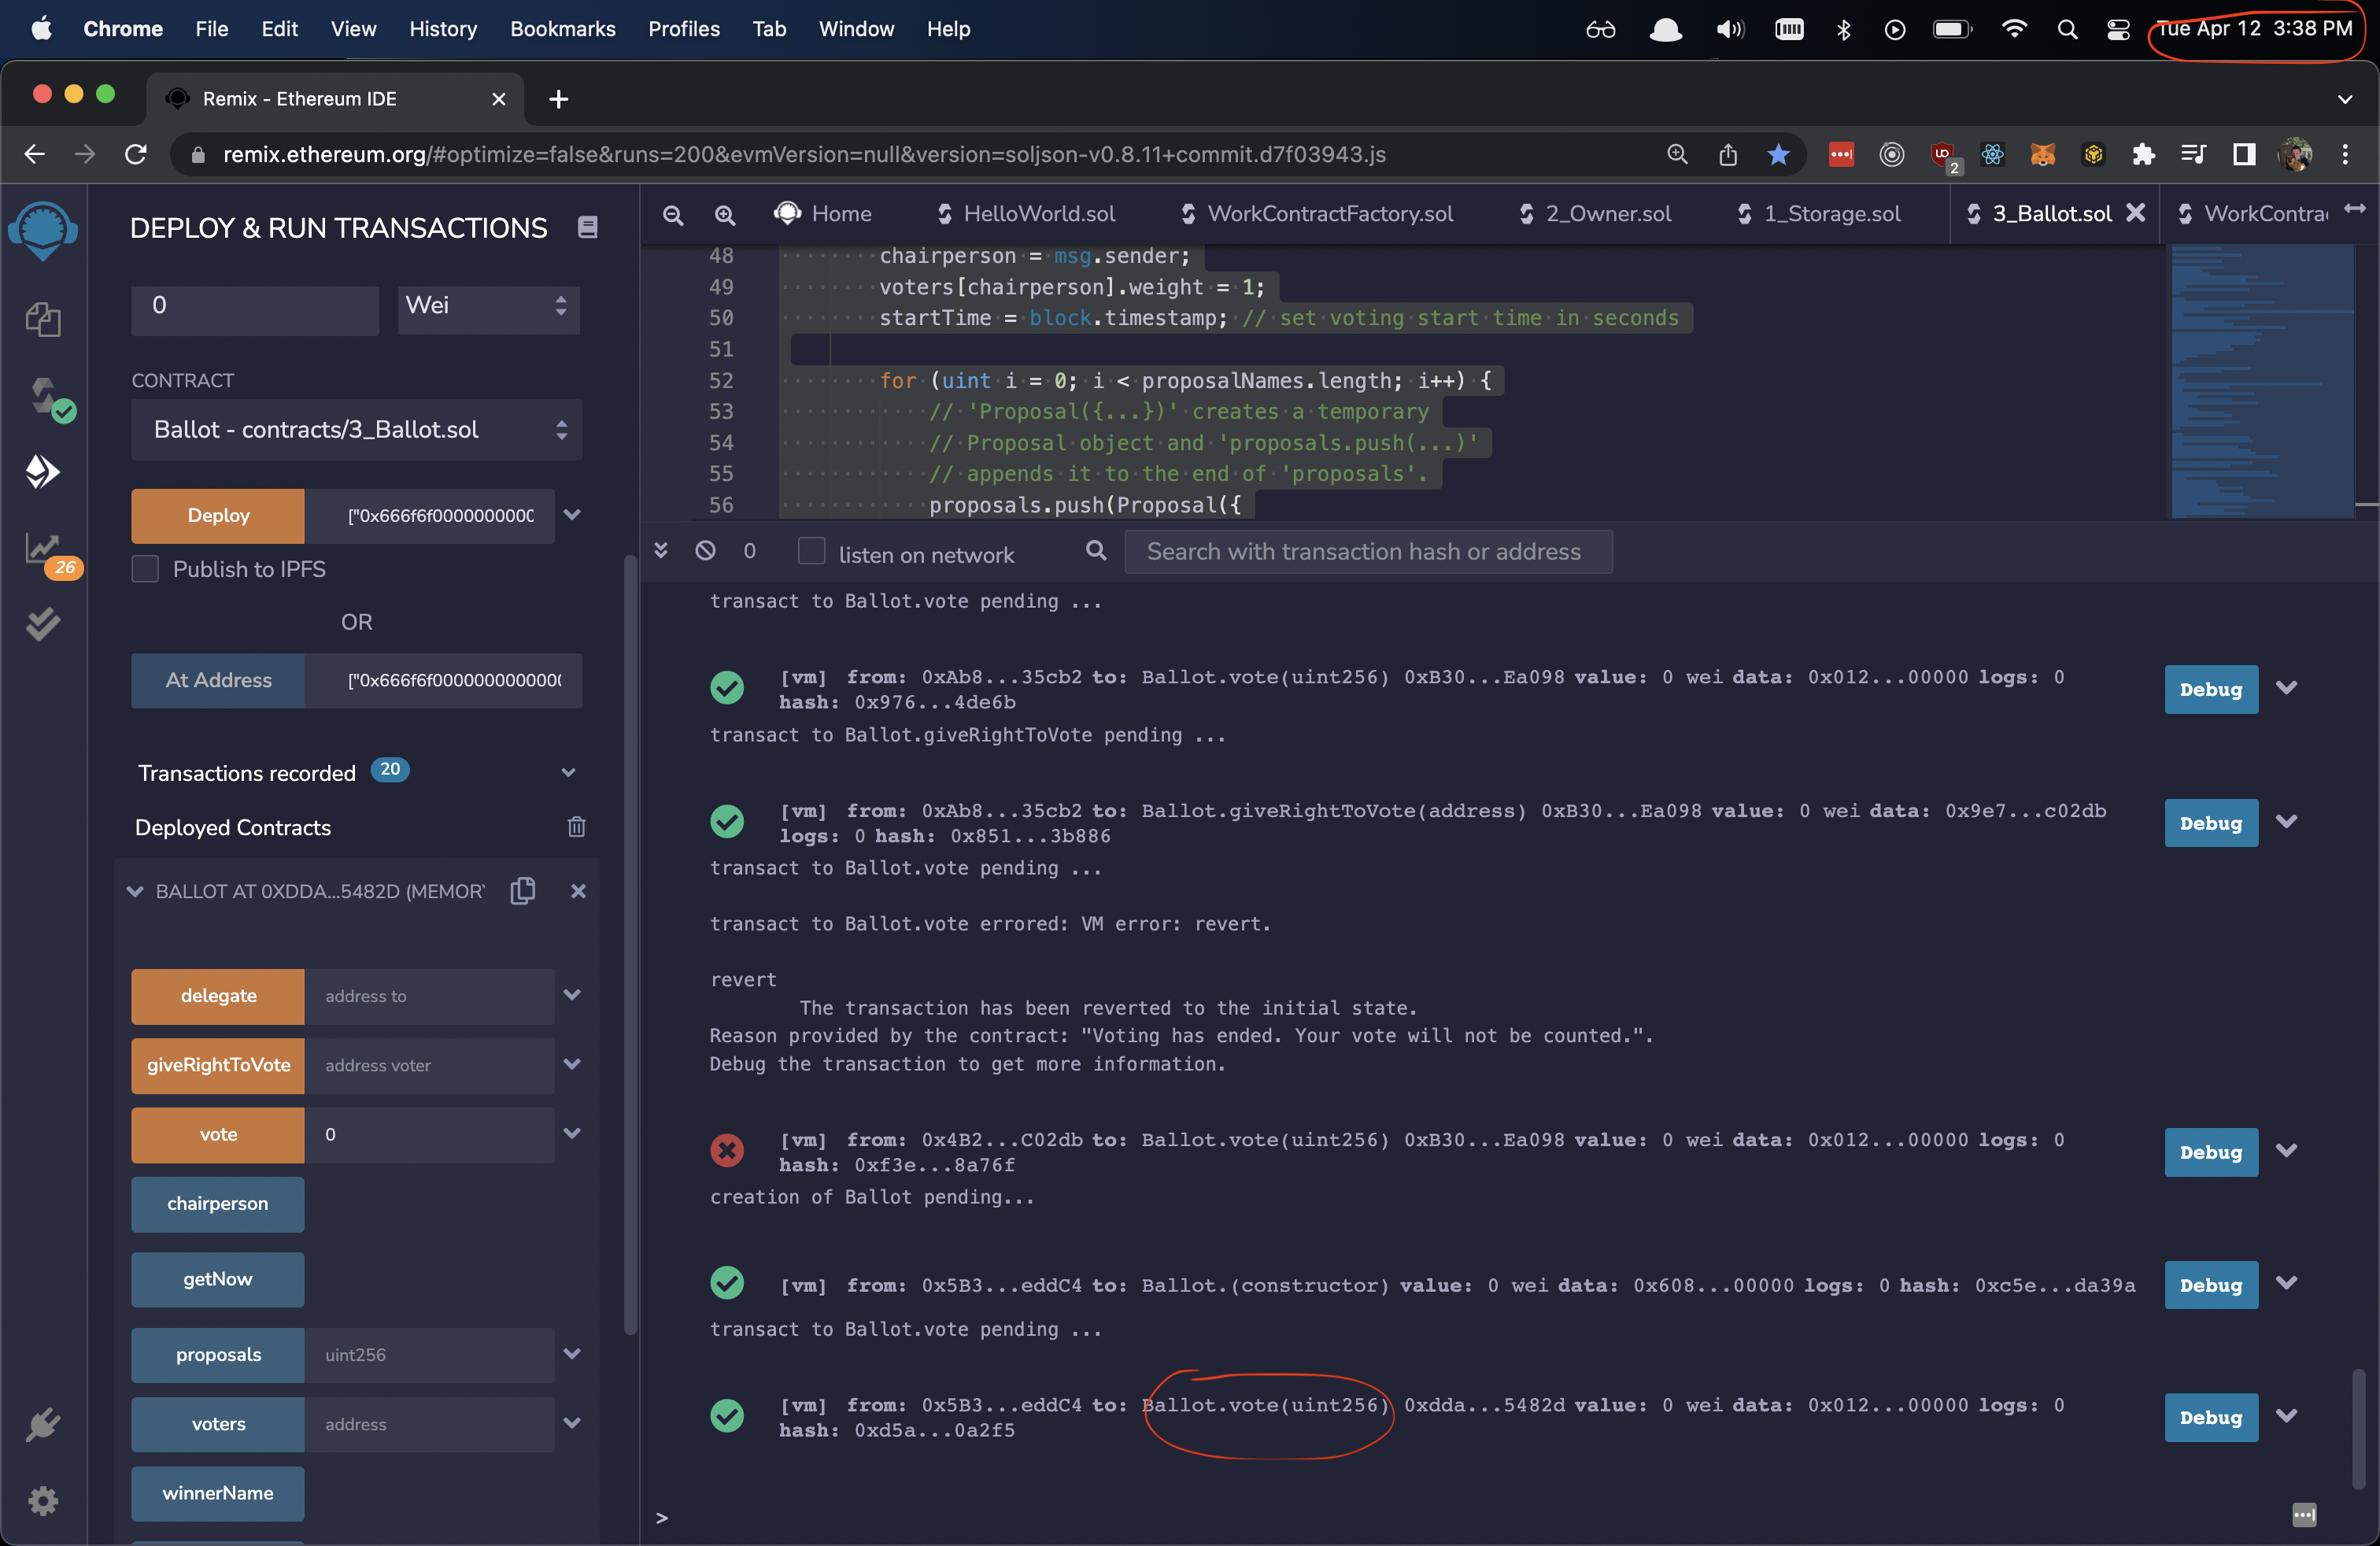 Chrome File Edit View History Bookmarks Profiles Tab Window Help Tue Apr 12 3:38 PM
Remix - Ethereum IDE
remix.ethereum.org/#optimize=false&runs=200&evmVersion=null&version=soljson-v0.8.11+commit.d7f03943.js
2
DEPLOY & RUN TRANSACTIONS
0 Wei
CONTRACT
Ballot - contracts/3_Ballot.sol
Deploy ["0x666f6f0000000000
Publish to IPFS
OR
At Address ["0x666f6f0000000000000
26
Transactions recorded 20
Deployed Contracts
BALLOT AT 0XDDA...5482D (MEMORY
delegate address to
giveRightToVote address voter
vote 0
chairperson
getNow
proposals uint256
voters address
winnerName
Home HelloWorld.sol WorkContractFactory.sol 2_Owner.sol 1_Storage.sol 3_Ballot.sol WorkContrac
48 chairperson = msg.sender;
49 voters[chairperson].weight = 1;
50 startTime = block.timestamp; // set voting start time in seconds
51
52 for (uint i = 0; i < proposalNames.length; i++) {
53 // 'Proposal({...})' creates a temporary
54 // Proposal object and 'proposals.push(...)'
55 // appends it to the end of 'proposals'.
56 proposals.push(Proposal({
0 listen on network Search with transaction hash or address
transact to Ballot.vote pending ...
[vm] from: 0xAb8...35cb2 to: Ballot.vote(uint256) 0xB30...Ea098 value: 0 wei data: 0x012...00000 logs: 0 Debug
hash: 0x976...4de6b
transact to Ballot.giveRightToVote pending ...
[vm] from: 0xAb8...35cb2 to: Ballot.giveRightToVote(address) 0xB30...Ea098 value: 0 wei data: 0x9e7...c02db Debug
logs: 0 hash: 0x851...3b886
transact to Ballot.vote pending ...
transact to Ballot.vote errored: VM error: revert.
revert
The transaction has been reverted to the initial state.
Reason provided by the contract: "Voting has ended. Your vote will not be counted.".
Debug the transaction to get more information.
[vm] from: 0x4B2...C02db to: Ballot.vote(uint256) 0xB30...Ea098 value: 0 wei data: 0x012...00000 logs: 0 Debug
hash: 0xf3e...8a76f
creation of Ballot pending...
[vm] from: 0x5B3...eddC4 to: Ballot.(constructor) value: 0 wei data: 0x608...00000 logs: 0 hash: 0xc5e...da39a Debug
transact to Ballot.vote pending ...
[vm] from: 0x5B3...eddC4 to: Ballot.vote(uint256) 0xdda...5482d value: 0 wei data: 0x012...00000 logs: 0 Debug
hash: 0xd5a...0a2f5
>